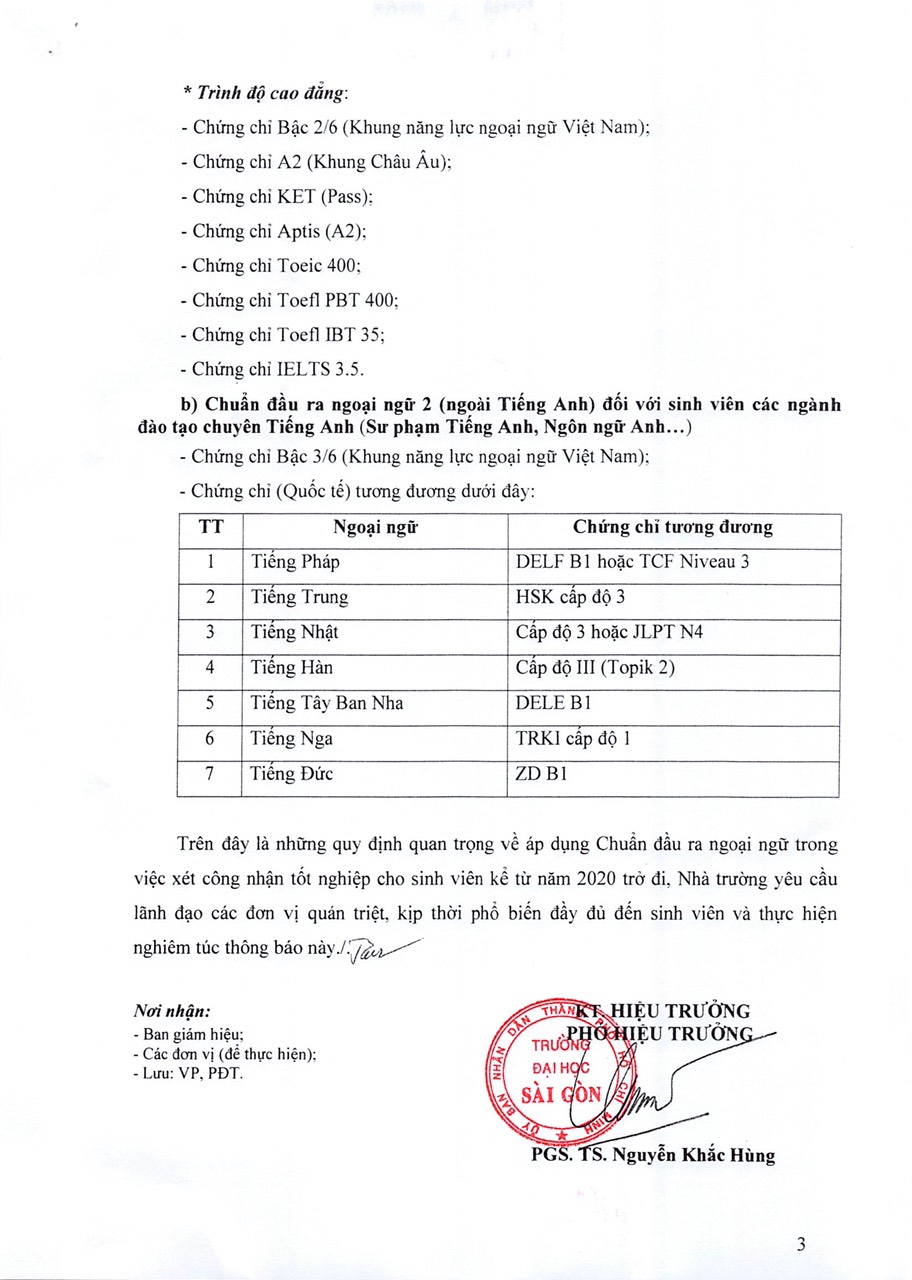 * Trình độ cao đẳng:
- Chứng chỉ Bậc 2/6 (Khung năng lực ngoại ngữ Việt Nam);
- Chứng chỉ A2 (Khung Châu Âu);
- Chứng chỉ KET (Pass);
- Chứng chỉ Aptis (A2);
- Chứng chỉ Toeic 400;
- Chứng chỉ Toefl PBT 400;
- Chứng chỉ Toefl IBT 35;
- Chứng chỉ IELTS 3.5.
b) Chuẩn đầu ra ngoại ngữ 2 (ngoài Tiếng Anh) đối với sinh viên các ngành
đào tạo chuyên Tiếng Anh (Sư phạm Tiếng Anh, Ngôn ngữ Anh...)
- Chứng chỉ Bậc 3/6 (Khung năng lực ngoại ngữ Việt Nam);
- Chứng chỉ (Quốc tế) tương đương dưới đây:
TT Ngoại ngữ Chứng chỉ tương đương
1 Tiếng Pháp DELF B1 hoặc TCF Niveau 3
2 Tiếng Trung HSK cấp độ 3
3 Tiếng Nhật Cấp độ 3 hoặc JLPT N4
4 Tiếng Hàn Cấp độ III (Topik 2)
5 Tiếng Tây Ban Nha DELE B1
6 Tiếng Nga TRKI cấp độ 1
7 Tiếng Đức ZD B1
Trên đây là những quy định quan trọng về áp dụng Chuẩn đầu ra ngoại ngữ trong
việc xét công nhận tốt nghiệp cho sinh viên kể từ năm 2020 trở đi, Nhà trường yêu cầu
lãnh đạo các đơn vị quán triệt, kịp thời phổ biến đầy đủ đến sinh viên và thực hiện
nghiêm túc thông báo này./.
Nơi nhận:
- Ban giám hiệu;
- Các đơn vị (để thực hiện);
- Lưu: VP, PĐT.
KT. HIỆU TRƯỞNG
PHÓ HIỆU TRƯỞNG
ỦY BAN NHÂN DÂN THÀNH PHỐ HỒ CHÍ MINH
TRƯỜNG
ĐẠI HỌC
SÀI GÒN
PGS. TS. Nguyễn Khắc Hùng
3